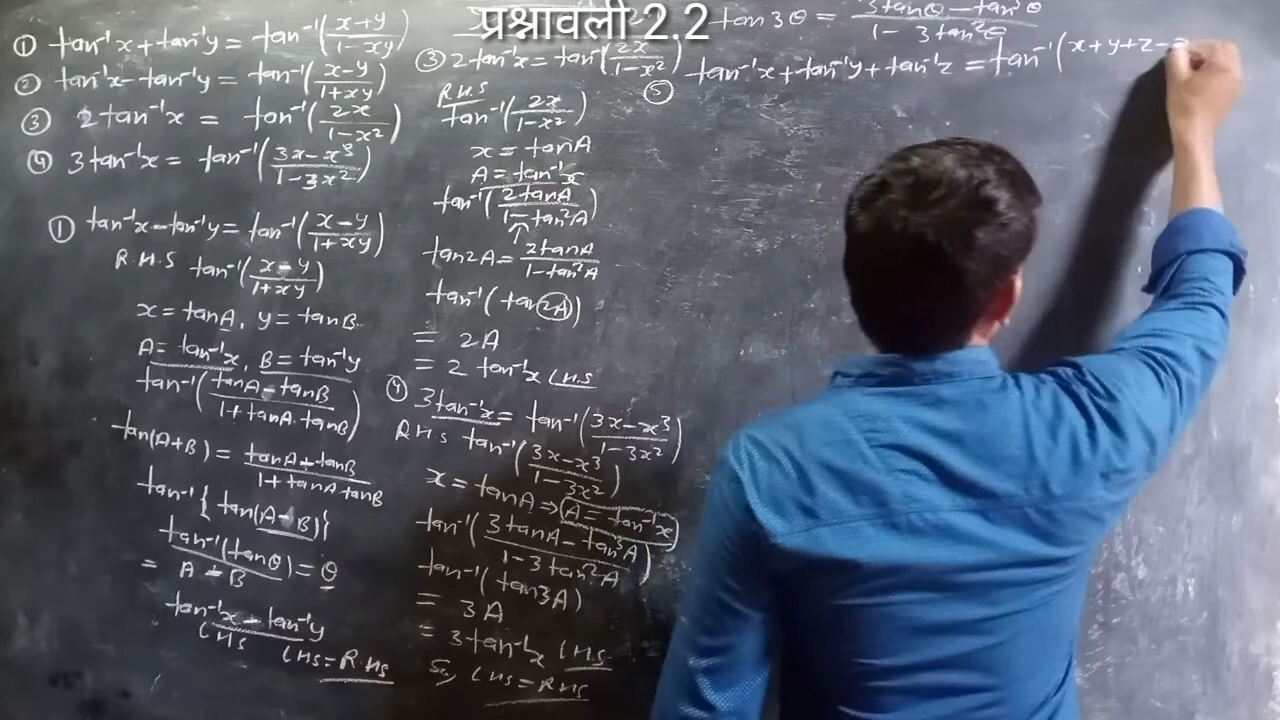 प्रश्नावली 2.2
① tan⁻¹x + tan⁻¹y = tan⁻¹((x+y)/(1-xy))
② tan⁻¹x - tan⁻¹y = tan⁻¹((x-y)/(1+xy))
③ 2tan⁻¹x = tan⁻¹(2x/(1-x²))
④ 3tan⁻¹x = tan⁻¹((3x-x³)/(1-3x²))
① tan⁻¹x - tan⁻¹y = tan⁻¹((x-y)/(1+xy))
R.H.S tan⁻¹((x-y)/(1+xy))
x = tanA, y = tanB
A = tan⁻¹x, B = tan⁻¹y
tan⁻¹((tanA - tanB)/(1+tanA.tanB))
tan(A+B) = (tanA+tanB)/(1+tanA tanB)
tan⁻¹{tan(A-B)}
tan⁻¹(tanθ) = θ
= A-B
tan⁻¹x - tan⁻¹y
LHS
LHS = R.HS
③ 2tan⁻¹x = tan⁻¹(2x/(1-x²))
R.H.S
tan⁻¹(2x/(1-x²))
x = tanA
A = tan⁻¹x
tan⁻¹(2tanA/(1-tan²A))
tan2A = 2tanA/(1-tan²A)
tan⁻¹(tan(2A))
= 2A
= 2 tan⁻¹x LH.S
④ 3tan⁻¹x = tan⁻¹((3x-x³)/(1-3x²))
RH.S tan⁻¹((3x-x³)/(1-3x²))
x = tanA ⇒ A = tan⁻¹x
tan⁻¹((3tanA - tan³A)/(1-3tan²A))
tan⁻¹(tan3A)
= 3A
= 3tan⁻¹x LHS
So, LHS = RHS
tan3θ = (3tanθ - tan³θ)/(1-3tan²θ)
⑤ tan⁻¹x + tan⁻¹y + tan⁻¹z = tan⁻¹(x+y+z-